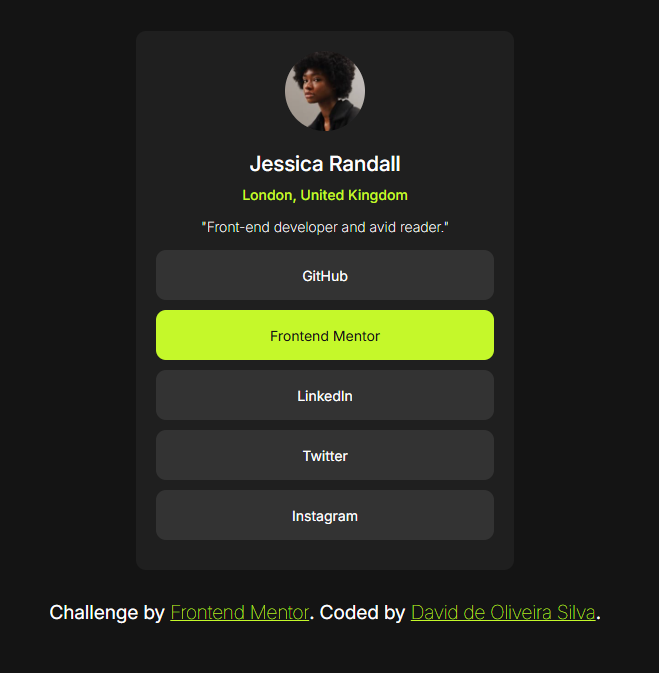 Jessica Randall
London, United Kingdom
"Front-end developer and avid reader."
GitHub
Frontend Mentor
LinkedIn
Twitter
Instagram
Challenge by Frontend Mentor. Coded by David de Oliveira Silva.